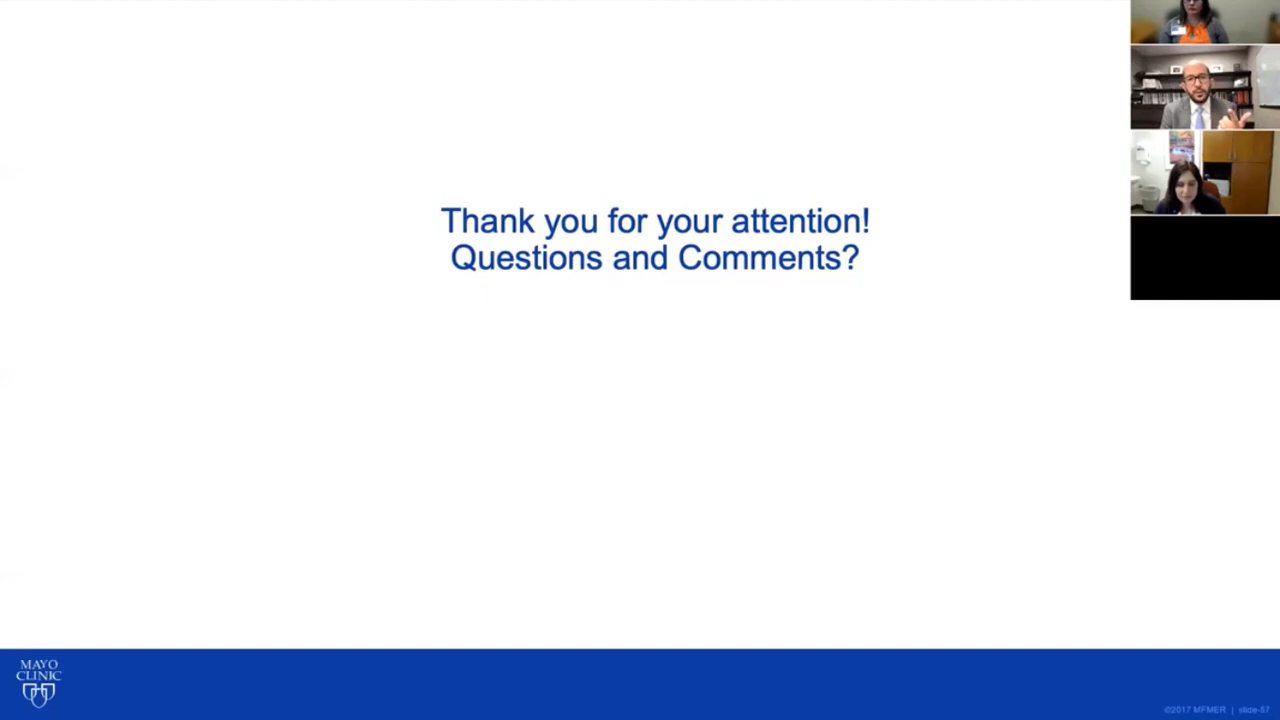 Thank you for your attention!
Questions and Comments?
MAYO
CLINIC
©2017 MFMER | slide-57